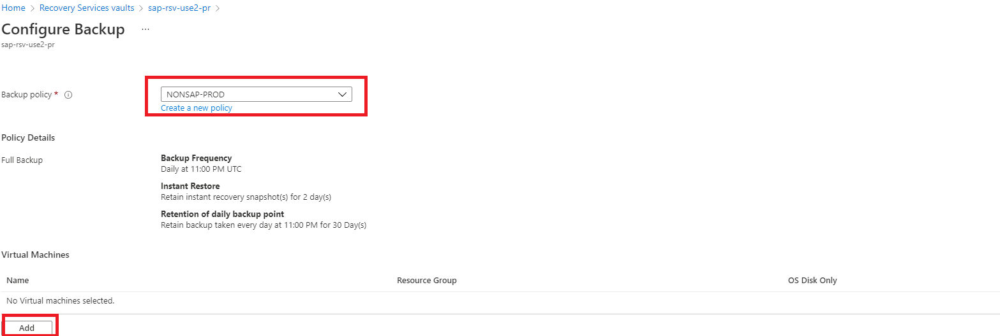 Home > Recovery Services vaults > sap-rsv-use2-pr >
Configure Backup ...
sap-rsv-use2-pr
Backup policy * NONSAP-PROD
Create a new policy
Policy Details
Full Backup
Backup Frequency
Daily at 11:00 PM UTC
Instant Restore
Retain instant recovery snapshot(s) for 2 day(s)
Retention of daily backup point
Retain backup taken every day at 11:00 PM for 30 Day(s)
Virtual Machines
Name Resource Group OS Disk Only
No Virtual machines selected.
Add